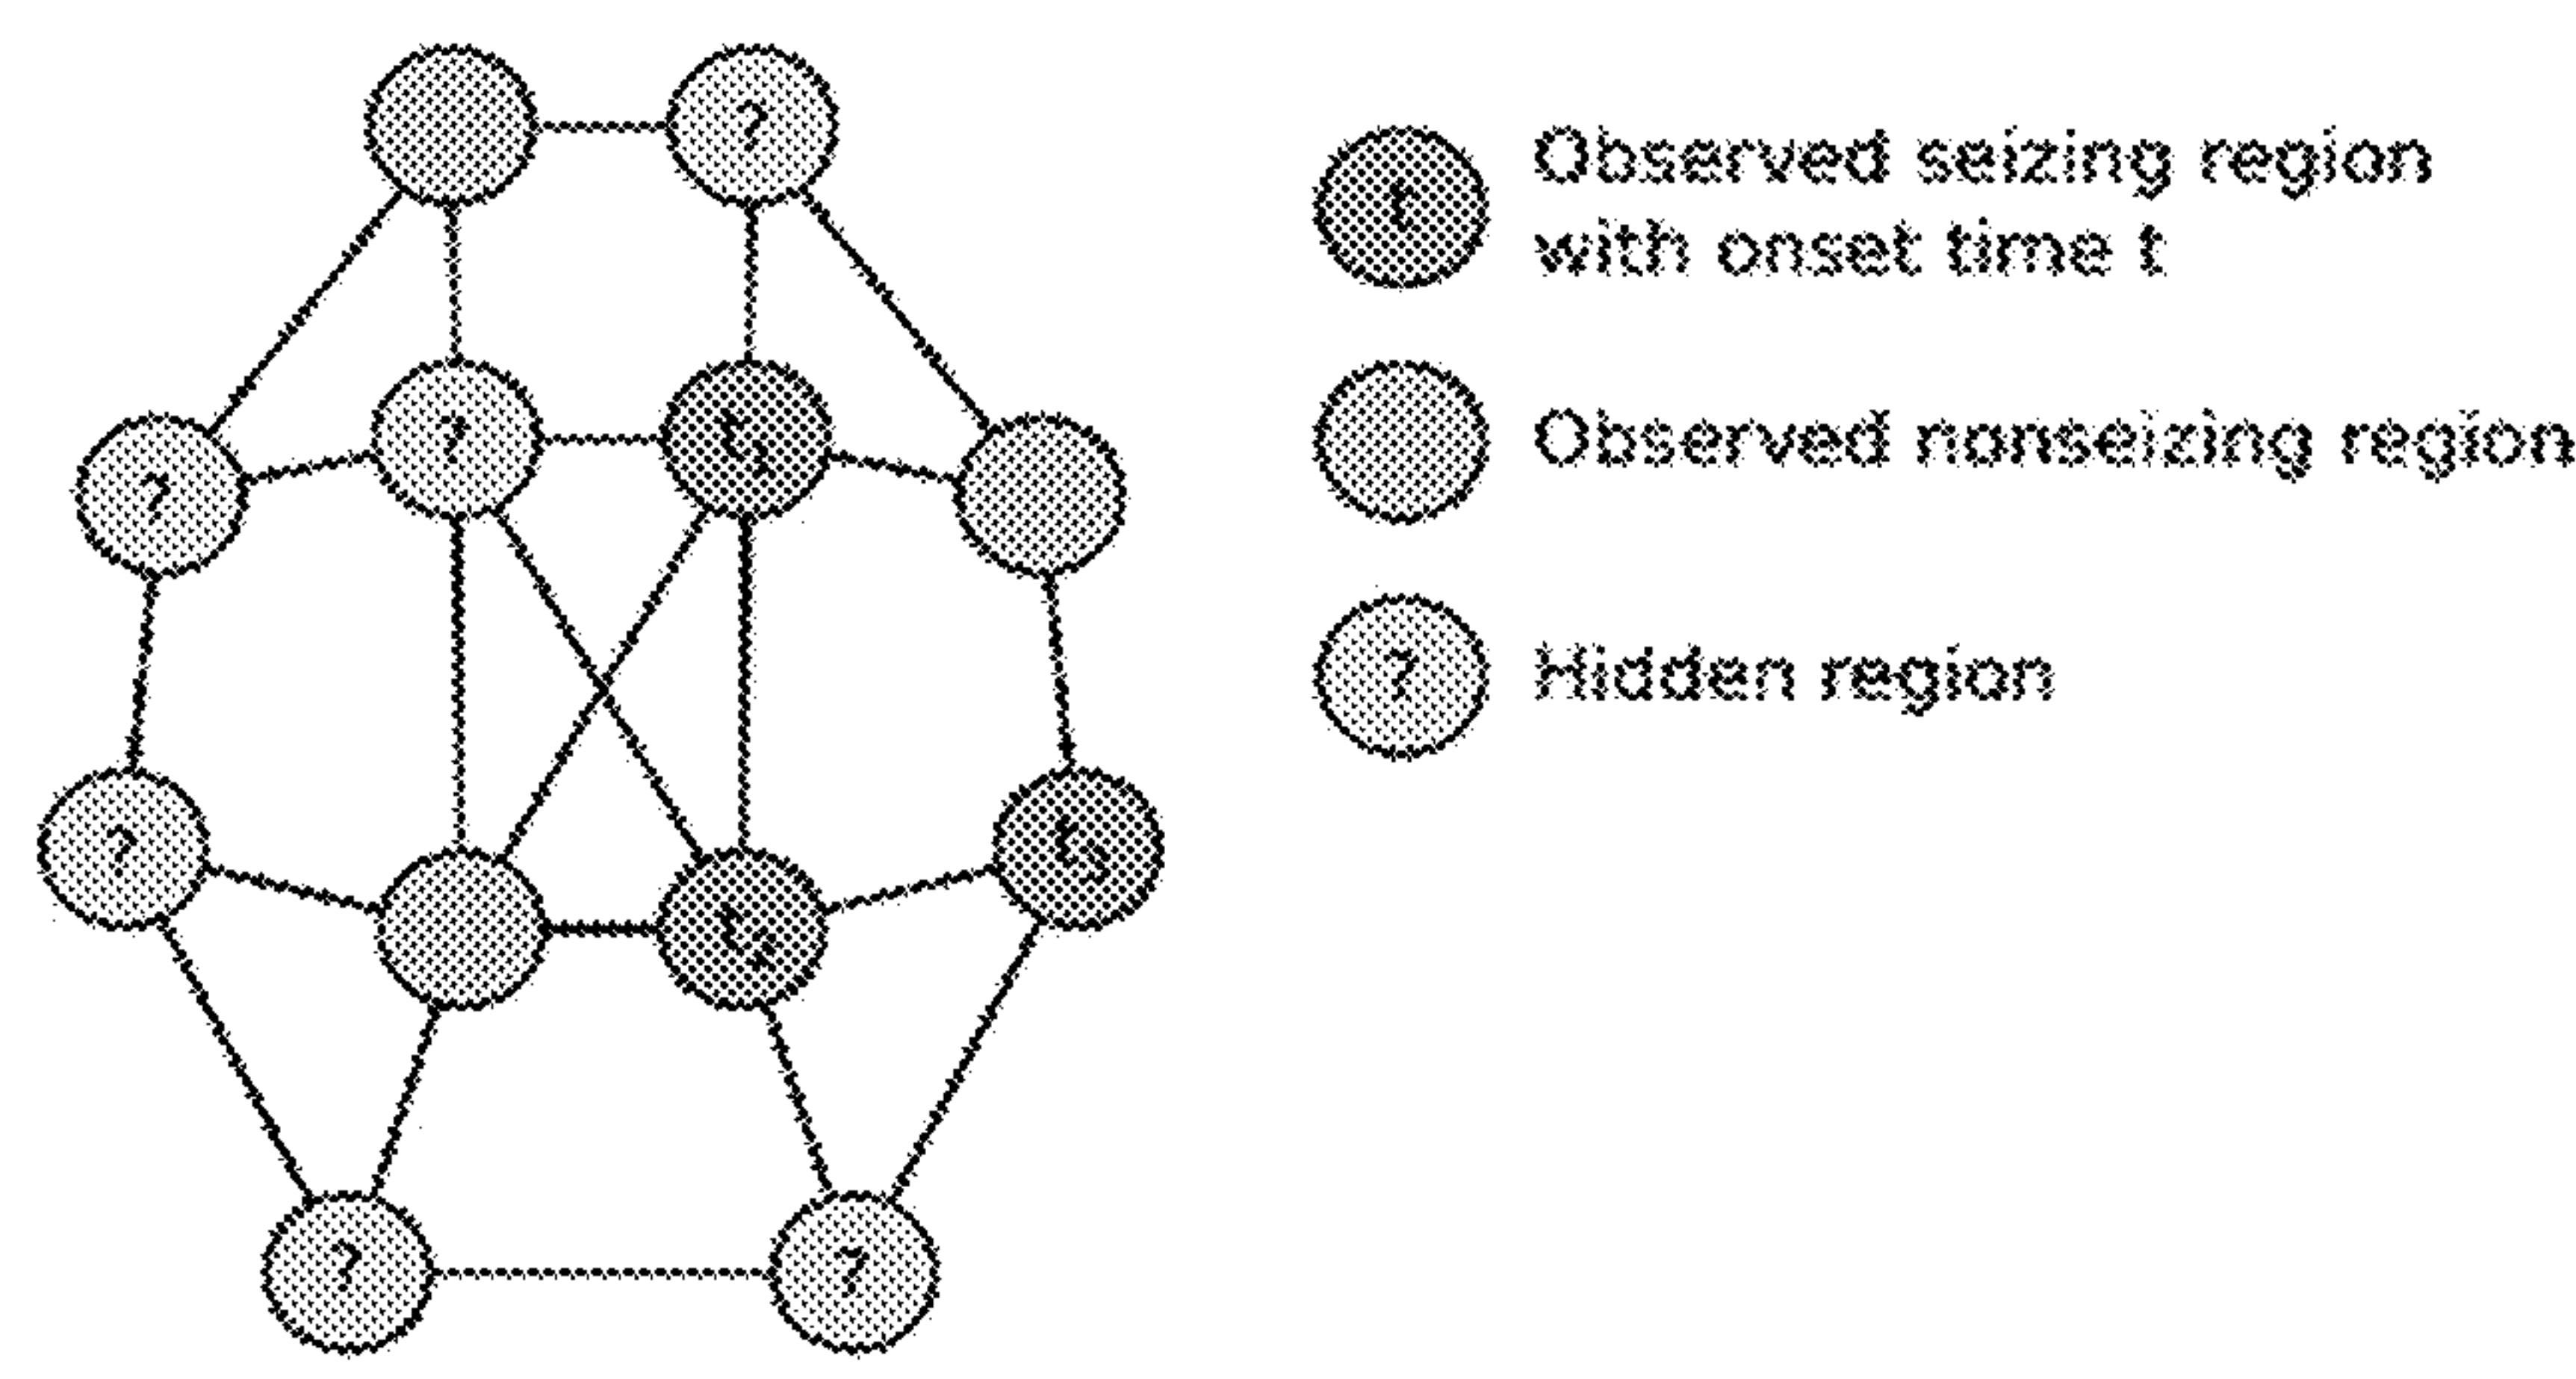 ?
?
?
t
?
t
t
?
?
Observed seizing region
with onset time t
Observed nonseizing region
? Hidden region